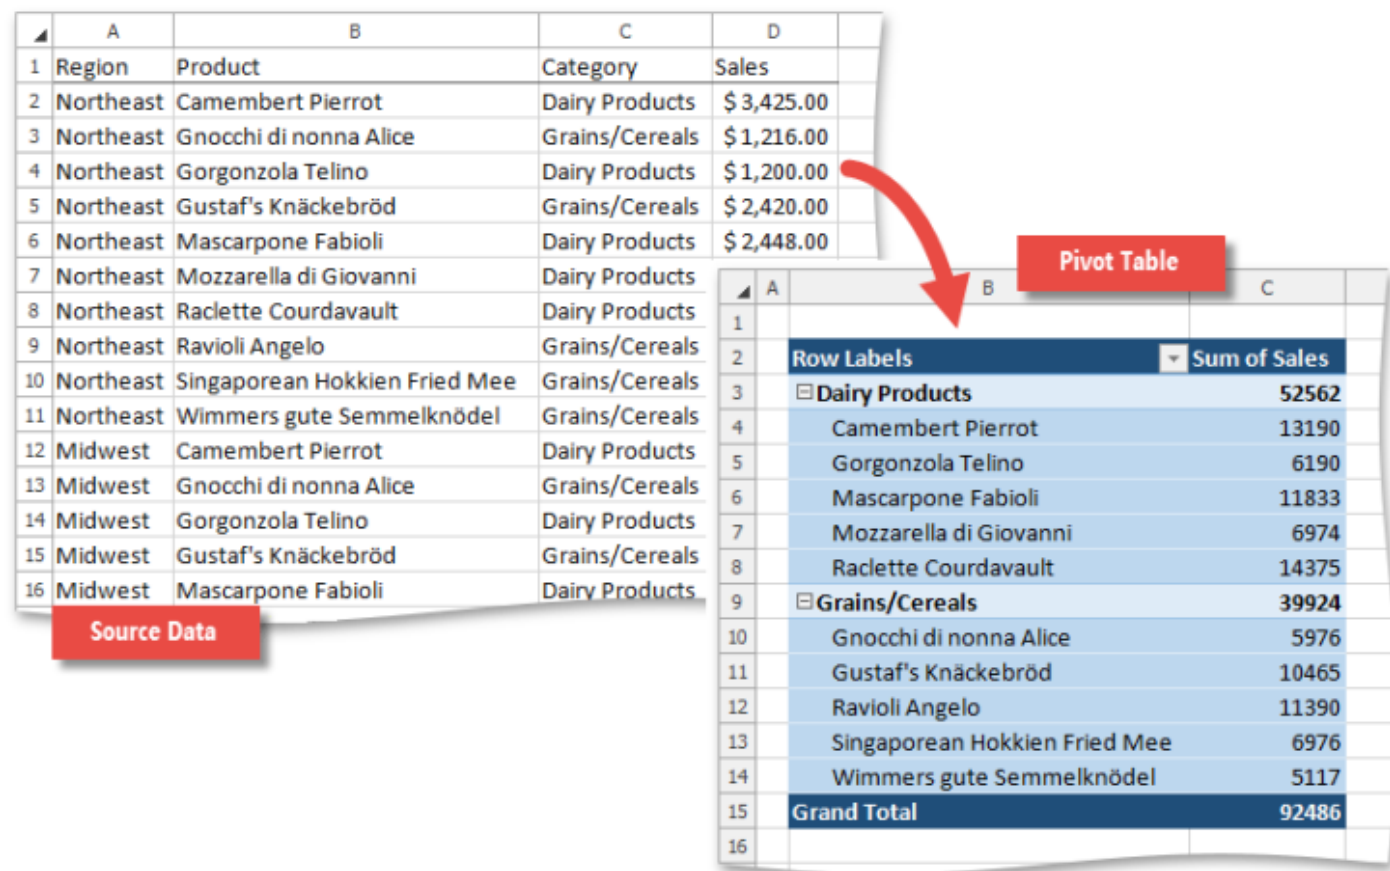 A B C D
1 Region Product Category Sales
2 Northeast Camembert Pierrot Dairy Products $ 3,425.00
3 Northeast Gnocchi di nonna Alice Grains/Cereals $ 1,216.00
4 Northeast Gorgonzola Telino Dairy Products $ 1,200.00
5 Northeast Gustaf's Knäckebröd Grains/Cereals $ 2,420.00
6 Northeast Mascarpone Fabioli Dairy Products $ 2,448.00
7 Northeast Mozzarella di Giovanni Dairy Products
8 Northeast Raclette Courdavault Dairy Products
9 Northeast Ravioli Angelo Grains/Cereals
10 Northeast Singaporean Hokkien Fried Mee Grains/Cereals
11 Northeast Wimmers gute Semmelknödel Grains/Cereals
12 Midwest Camembert Pierrot Dairy Products
13 Midwest Gnocchi di nonna Alice Grains/Cereals
14 Midwest Gorgonzola Telino Dairy Products
15 Midwest Gustaf's Knäckebröd Grains/Cereals
16 Midwest Mascarpone Fabioli Dairy Products
Source Data
Pivot Table
A B C
1
2 Row Labels Sum of Sales
3 Dairy Products 52562
4 Camembert Pierrot 13190
5 Gorgonzola Telino 6190
6 Mascarpone Fabioli 11833
7 Mozzarella di Giovanni 6974
8 Raclette Courdavault 14375
9 Grains/Cereals 39924
10 Gnocchi di nonna Alice 5976
11 Gustaf's Knäckebröd 10465
12 Ravioli Angelo 11390
13 Singaporean Hokkien Fried Mee 6976
14 Wimmers gute Semmelknödel 5117
15 Grand Total 92486
16